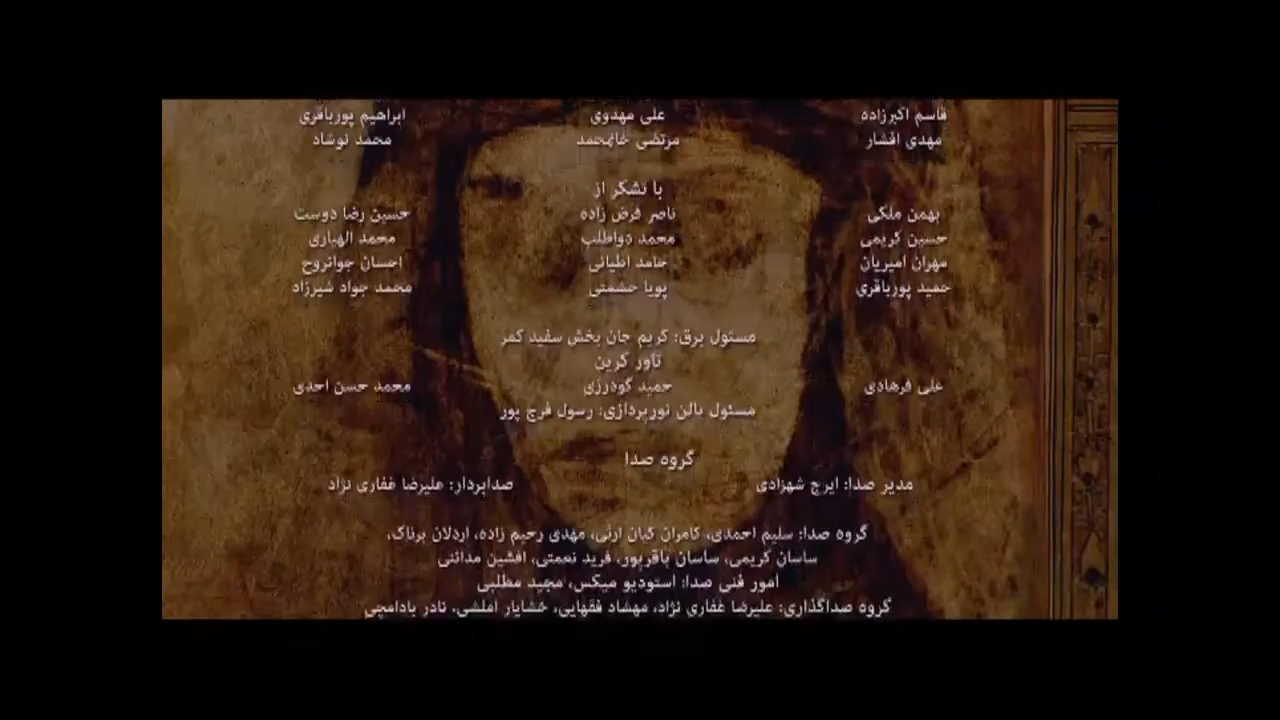 قاسم اکبرزاده علی مهدوی ابراهیم پورباقری
مهدی افشار مرتضی خانمحمد محمد نوشاد
با تشکر از
بهمن ملکی ناصر فرض زاده حسین رضا دوست
حسین کریمی محمد دواطلب محمد الهیاری
مهران امیریان حامد اطیائی احسان جوانروح
حمید پورباقری پویا حشمتی محمد جواد شیرزاد
مسئول برق: کریم جان بخش سفید کمر
تاور کرین
علی فرهادی حمید گودرزی محمد حسن احدی
مسئول بالن نورپردازی: رسول فرج پور
گروه صدا
مدیر صدا: ایرج شهزادی صدابردار: علیرضا غفاری نژاد
گروه صدا: سلیم احمدی، کامران کیان ارثی، مهدی رحیم زاده، اردلان برناک،
ساسان کریمی، ساسان باقرپور، فرید نعمتی، افشین مدائنی
امور فنی صدا: استودیو میکس، مجید مطلبی
گروه صداگذاری: علیرضا غفاری نژاد، مهشاد فقهایی، خشایار املشی، نادر بادامچی